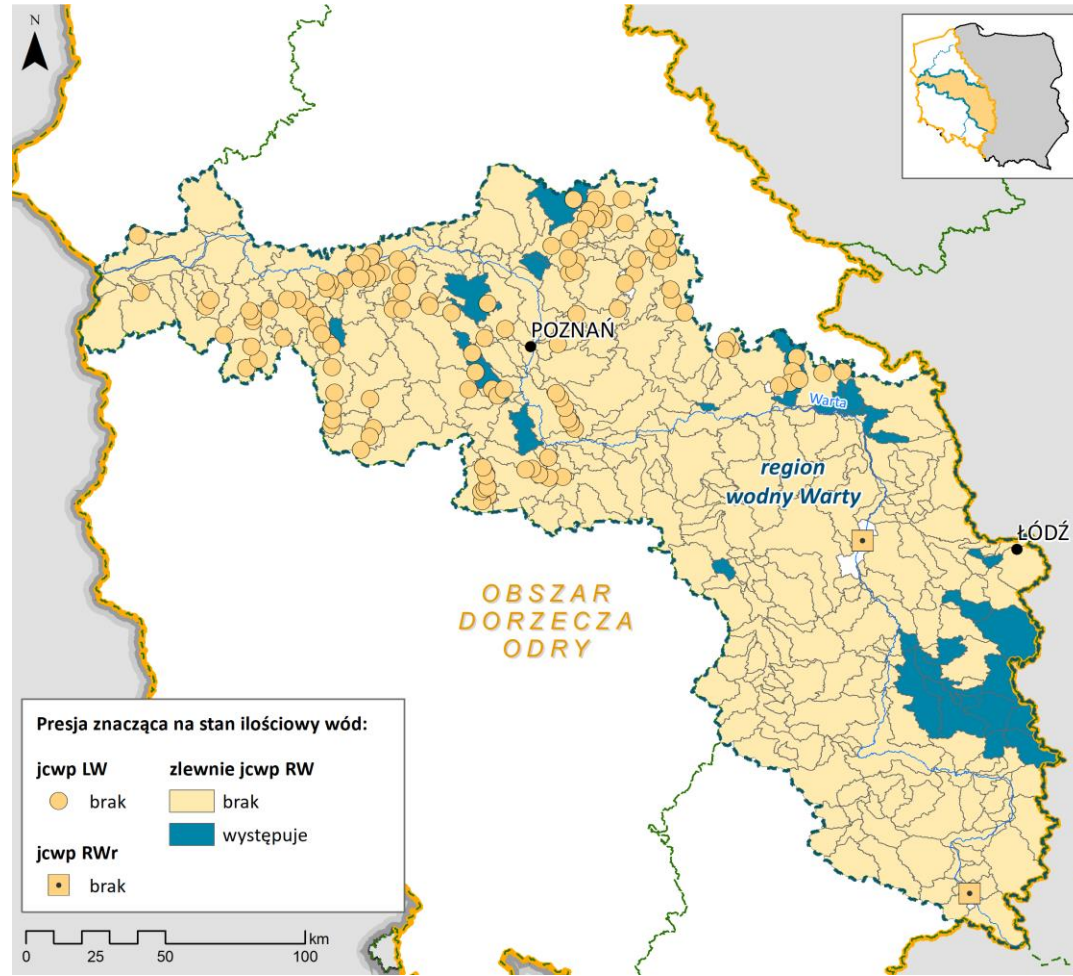 N
POZNAŃ
Warta
region
wodny Warty
ŁÓDŹ
OBSZAR
DORZECZA
ODRY
Presja znacząca na stan ilościowy wód:
jcwp LW
brak
jcwp RWr
brak
zlewnie jcwp RW
brak
występuje
km
0 25 50 100